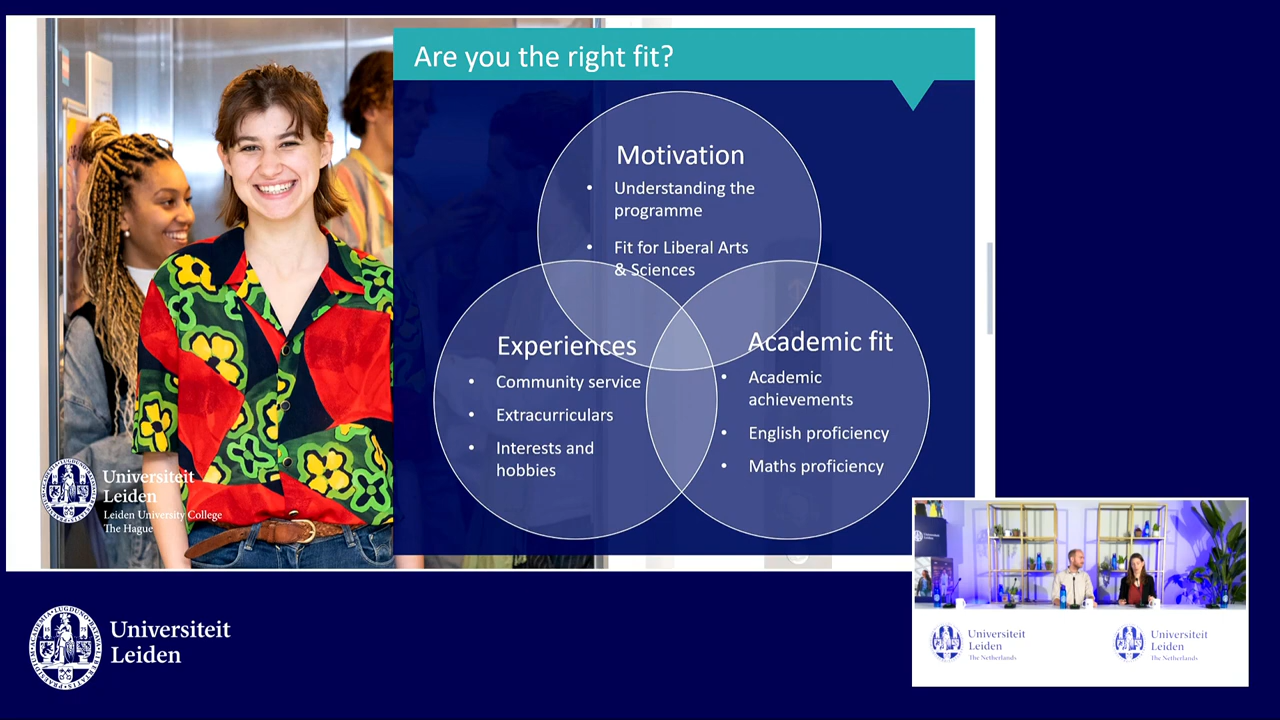 Are you the right fit?
Motivation
• Understanding the
programme
• Fit for Liberal Arts
& Sciences
Experiences
• Community service
• Extracurriculars
• Interests and
hobbies
Academic fit
• Academic
achievements
• English proficiency
• Maths proficiency
Universiteit
Leiden
Leiden University College
The Hague
Universiteit
Leiden
Universiteit
Leiden
The Netherlands
Universiteit
Leiden
The Netherlands